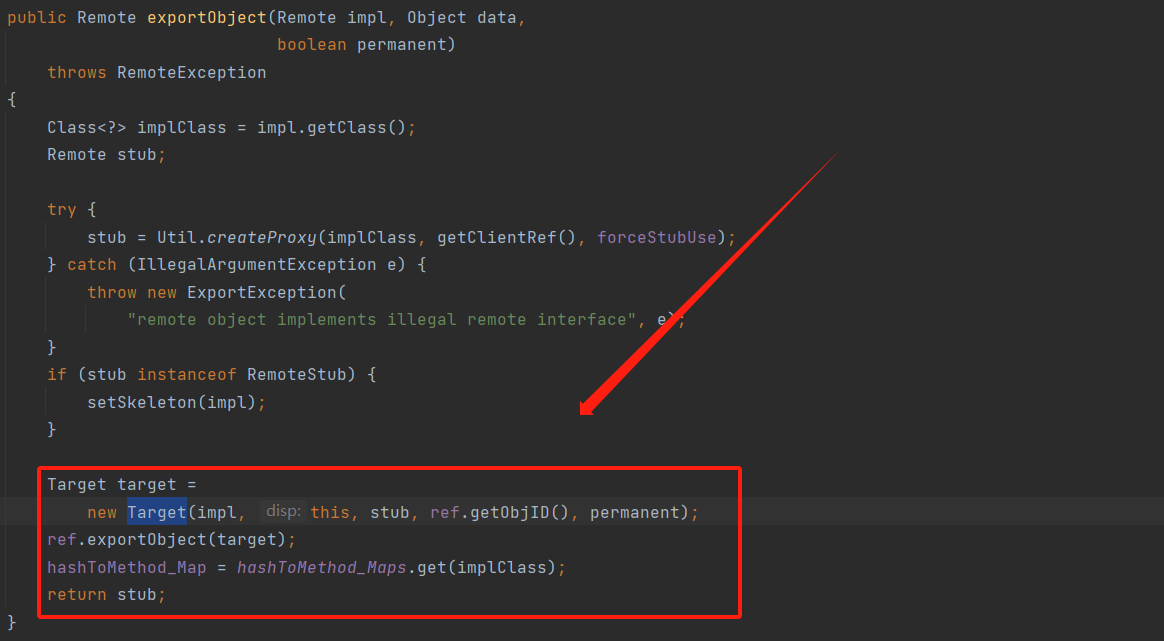 public Remote exportObject(Remote impl, Object data,
boolean permanent)
throws RemoteException
{
Class<?> implClass = impl.getClass();
Remote stub;
try {
stub = Util.createProxy(implClass, getClientRef(), forceStubUse);
} catch (IllegalArgumentException e) {
throw new ExportException(
"remote object implements illegal remote interface", e);
}
if (stub instanceof RemoteStub) {
setSkeleton(impl);
}
Target target =
new Target(impl, disp: this, stub, ref.getObjID(), permanent);
ref.exportObject(target);
hashToMethod_Map = hashToMethod_Maps.get(implClass);
return stub;
}